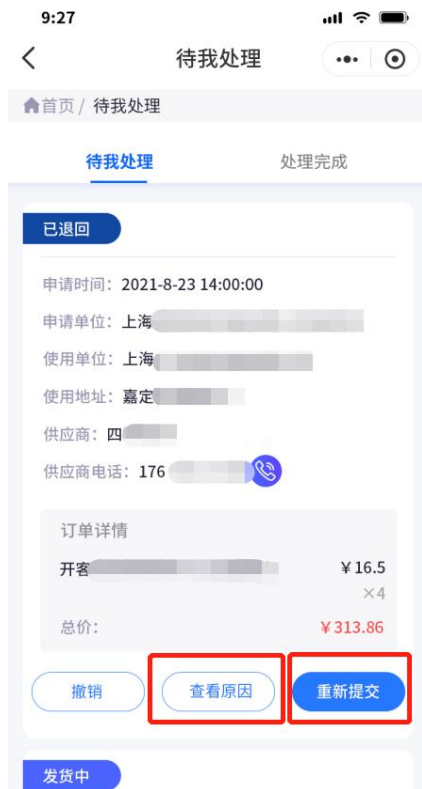 9:27
待我处理
首页/ 待我处理
待我处理 处理完成
已退回
申请时间：2021-8-23 14:00:00
申请单位：上海
使用单位：上海
使用地址：嘉定
供应商：四
供应商电话：176
订单详情
开客 ￥16.5
×4
总价： ￥313.86
撤销 查看原因 重新提交
发货中